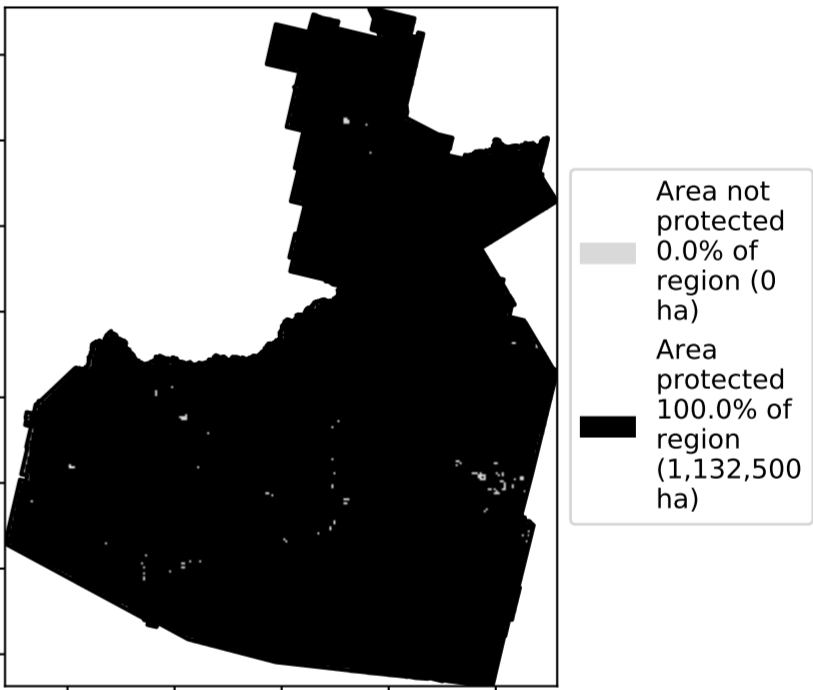 Area not
protected
0.0% of
region (0
ha)
Area
protected
100.0% of
region
(1,132,500
ha)